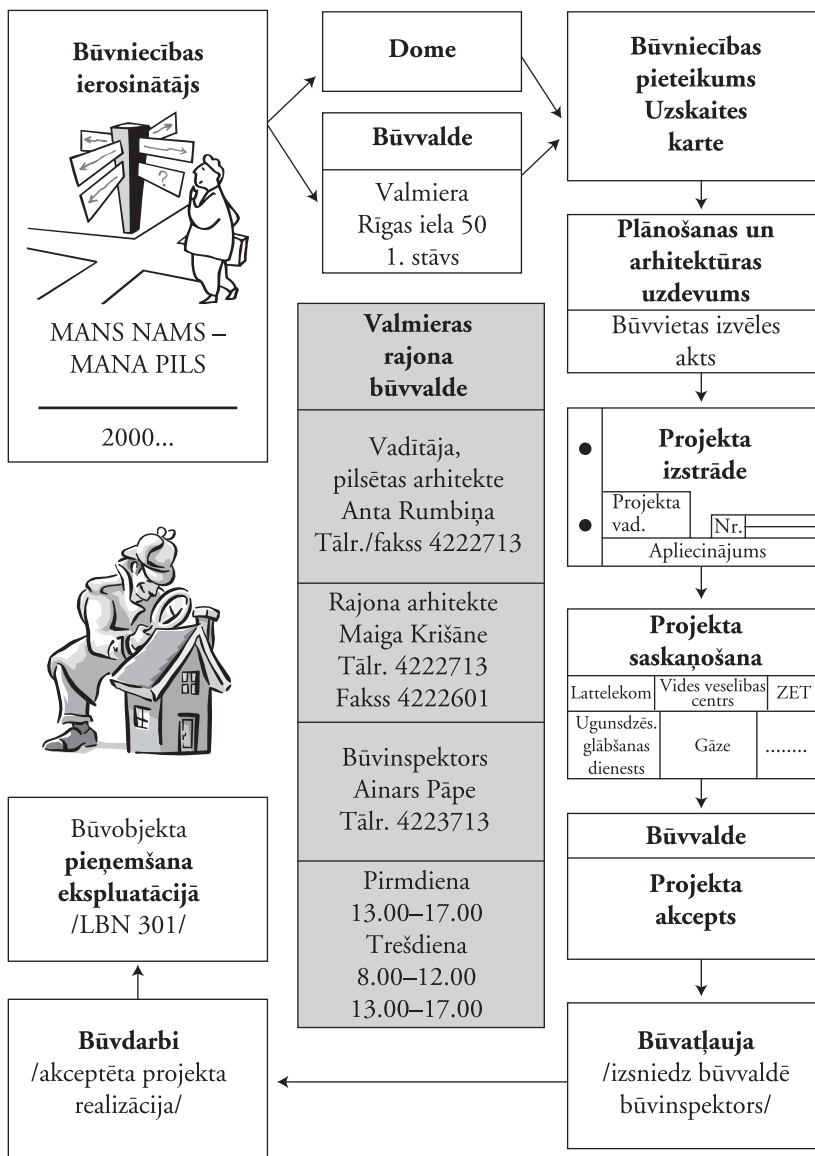 Būvniecības
ierosinātājs
?
MANS NAMS –
MANA PILS
2000...
Dome
Būvvalde
Valmiera
Rīgas iela 50
1. stāvs
Būvniecības
pieteikums
Uzskaites
karte
Plānošanas un
arhitektūras
uzdevums
Būvvietas izvēles
akts
Projekta
izstrāde
Projekta
vad.
Nr.
Apliecinājums
Projekta
saskaņošana
Lattelekom
Vides veselības
centrs
ZET
Ugunsdzēs.
glābšanas
dienests
Gāze
........
Būvvalde
Projekta
akcepts
Būvatļauja
/izsniedz būvvaldē
būvinspektors/
Būvdarbi
/akceptēta projekta
realizācija/
Būvobjekta
pieņemšana
ekspluatācijā
/LBN 301/
Valmieras
rajona
būvvalde
Vadītāja,
pilsētas arhitekte
Anta Rumbiņa
Tālr./fakss 4222713
Rajona arhitekte
Maiga Krišāne
Tālr. 4222713
Fakss 4222601
Būvinspektors
Ainars Pāpe
Tālr. 4223713
Pirmdiena
13.00–17.00
Trešdiena
8.00–12.00
13.00–17.00